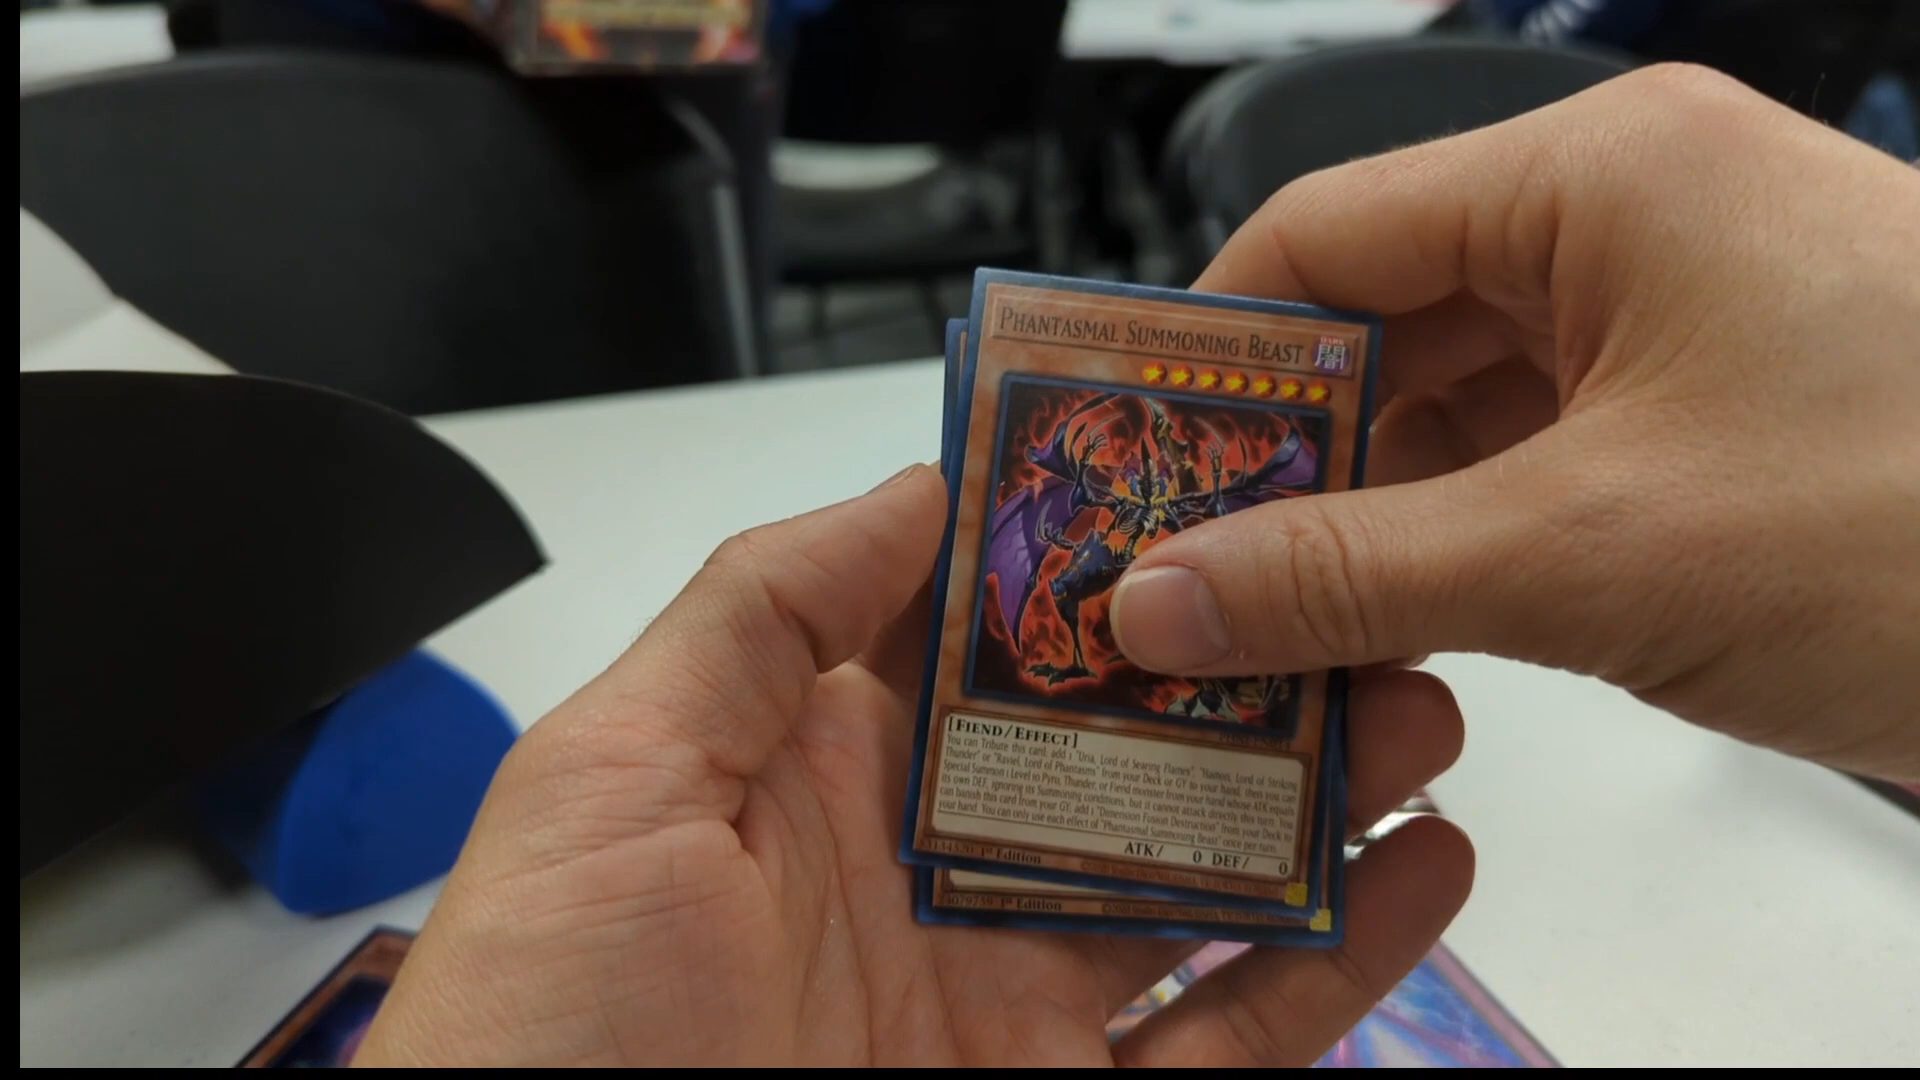 PHANTASMAL SUMMONING BEAST
DARK
闇
[FIEND/EFFECT]
You can Tribute this card, add 1 "Uria, Lord of Searing Flames", "Hamon, Lord of Striking
Thunder" or "Raviel, Lord of Phantasms" from your Deck or GY to your hand, then you can
Special Summon 1 Level 10 Pyro, Thunder, or Fiend monster from your hand whose ATK equals
its own DEF, ignoring its Summoning conditions, but it cannot attack directly this turn. You
can banish this card from your GY, add 1 "Dimension Fusion Destruction" from your Deck to
your hand. You can only use each effect of "Phantasmal Summoning Beast" once per turn.
ATK/ 0 DEF/ 0
1st Edition
1st Edition